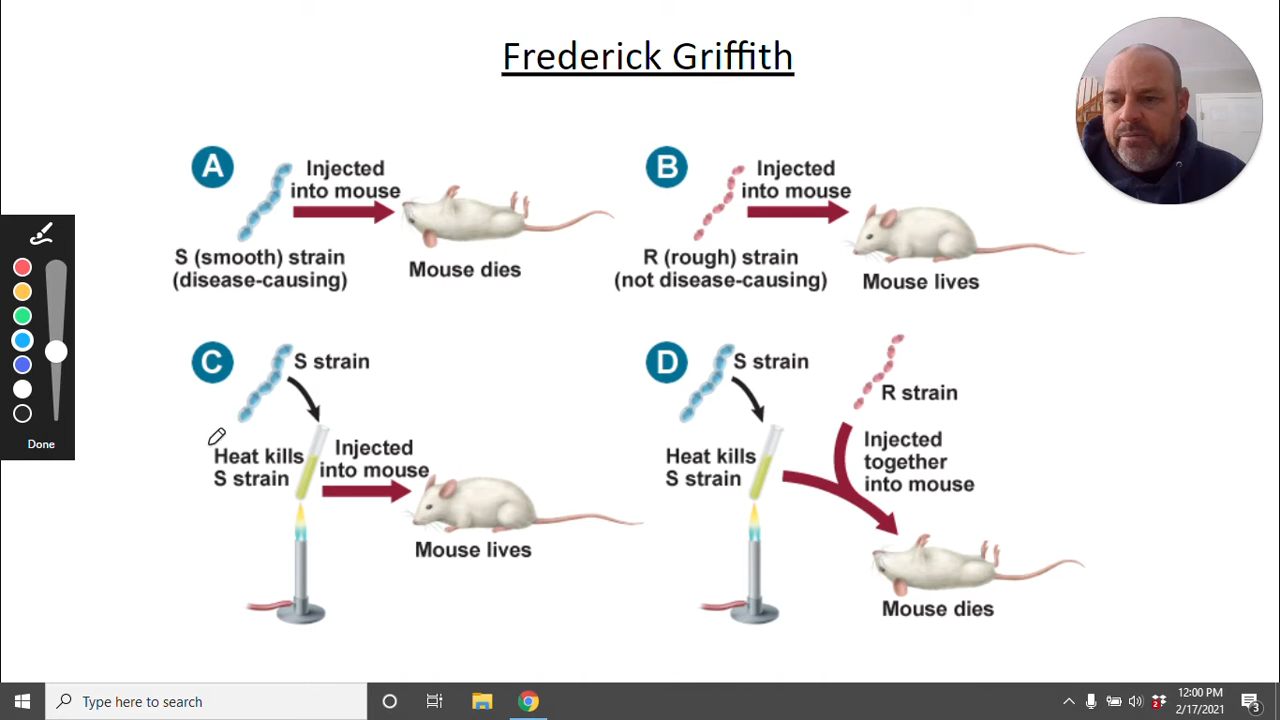 Frederick Griffith
A
Injected
into mouse
S (smooth) strain
(disease-causing)
Mouse dies
B
Injected
into mouse
R (rough) strain
(not disease-causing)
Mouse lives
C
S strain
Heat kills
S strain
Injected
into mouse
Mouse lives
D
S strain
R strain
Heat kills
S strain
Injected
together
into mouse
Mouse dies
Done
Type here to search
12:00 PM
2/17/2021
2
3